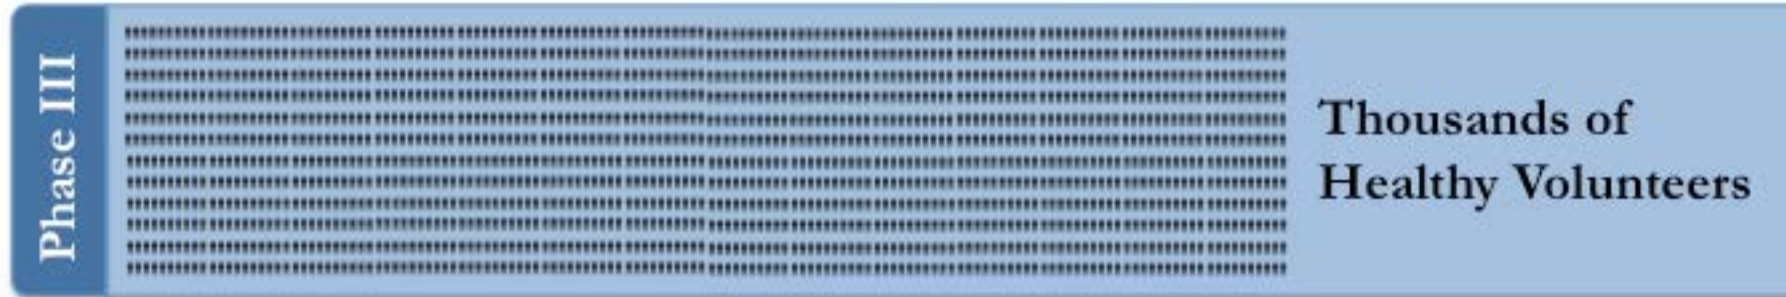 Phase III
Thousands of
Healthy Volunteers